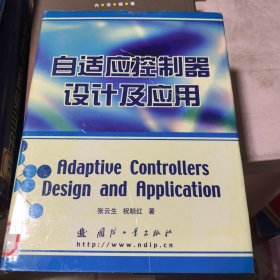 自适应控制器
设计及应用
Adaptive Controllers
Design and Application
张云生 祝晓红 著
国防工业出版社
http://www.ndip.cn